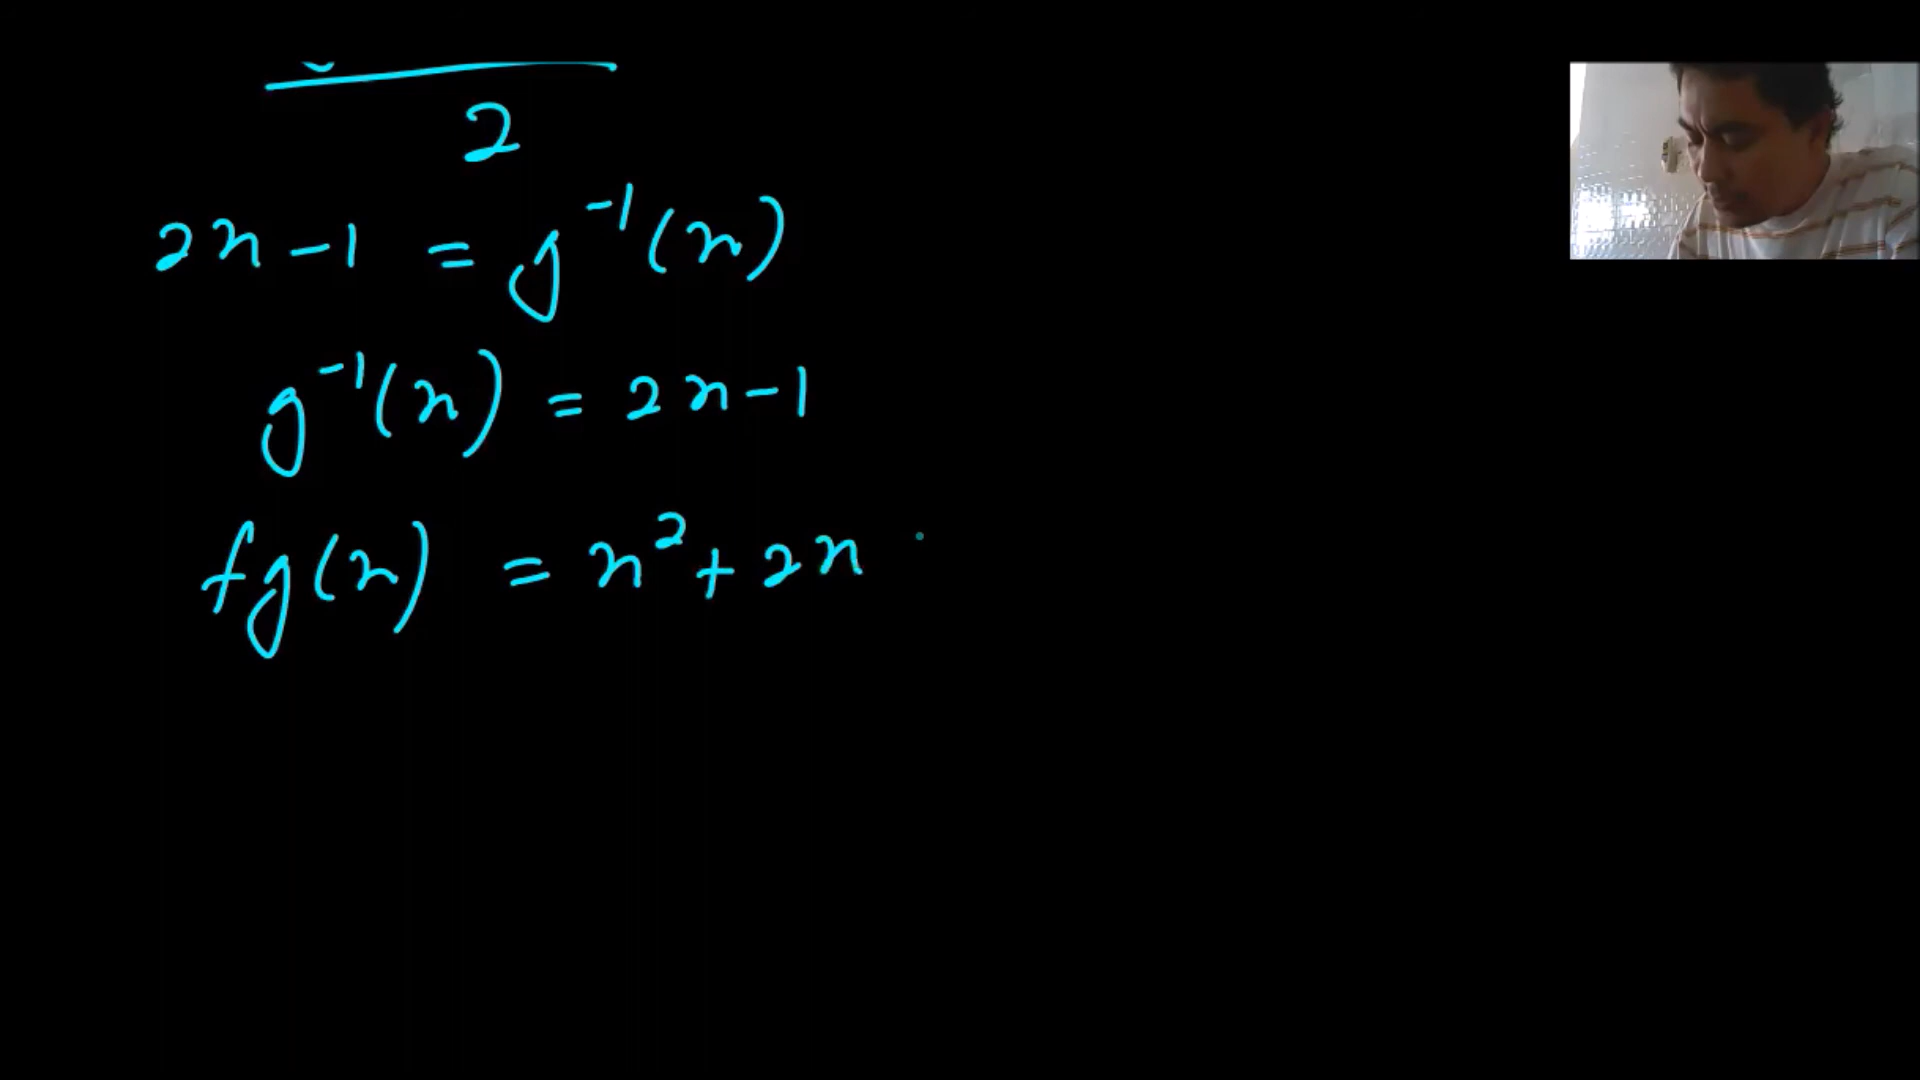 2
2x - 1 = g⁻¹(x)
g⁻¹(x) = 2x - 1
fg(x) = x² + 2x